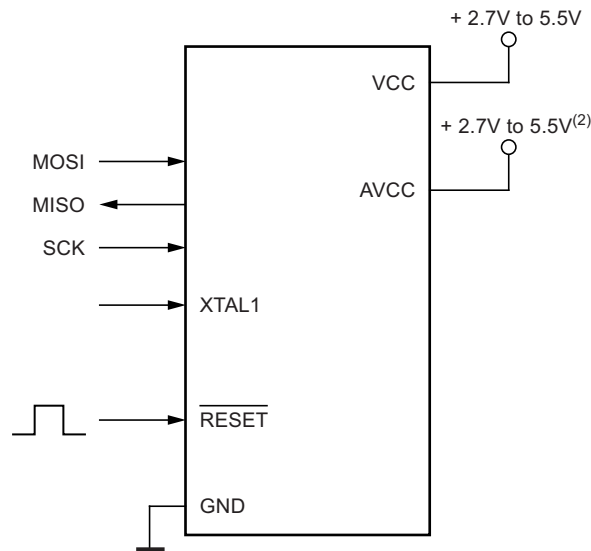 + 2.7V to 5.5V
VCC
+ 2.7V to 5.5V(2)
MOSI
AVCC
MISO
SCK
XTAL1
RESET
GND